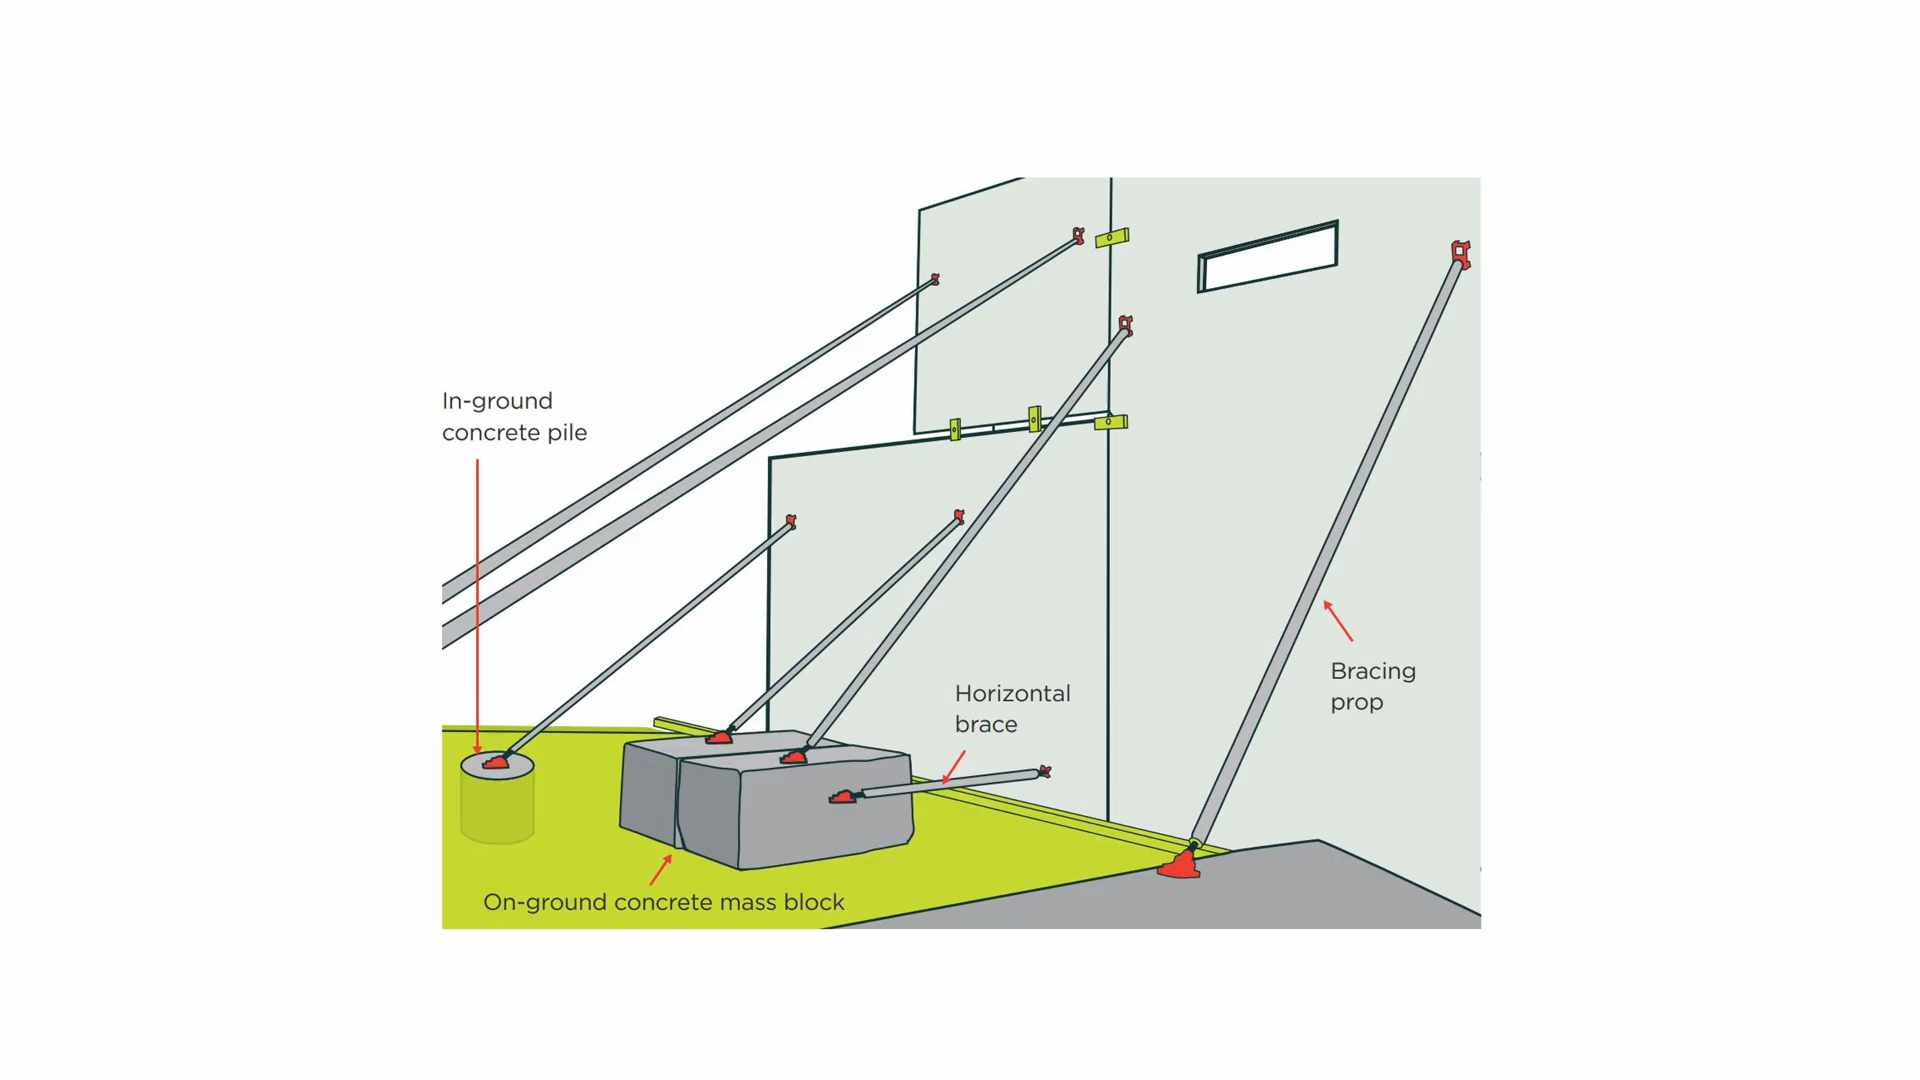 In-ground
concrete pile
Horizontal
brace
Bracing
prop
On-ground concrete mass block